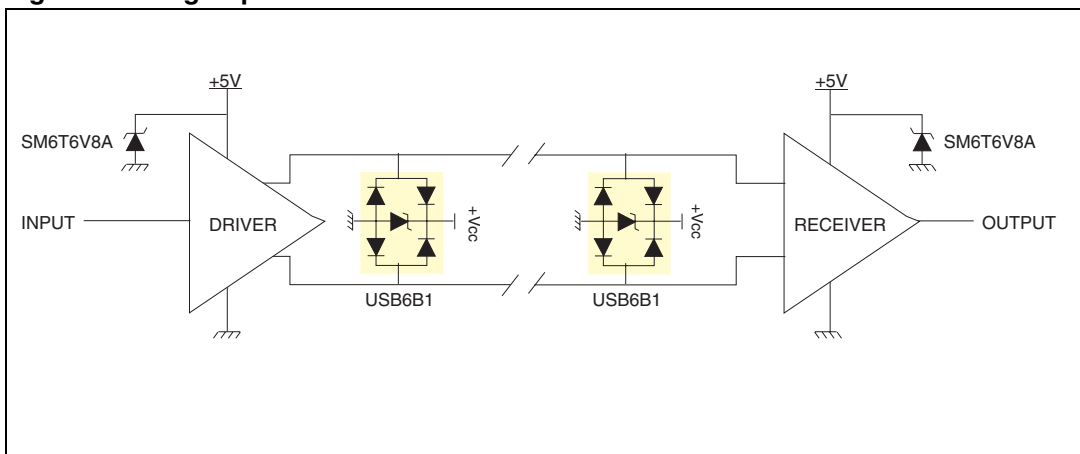 +5V
+5V
SM6T6V8A
SM6T6V8A
INPUT
DRIVER
+Vcc
+Vcc
RECEIVER
OUTPUT
USB6B1
USB6B1